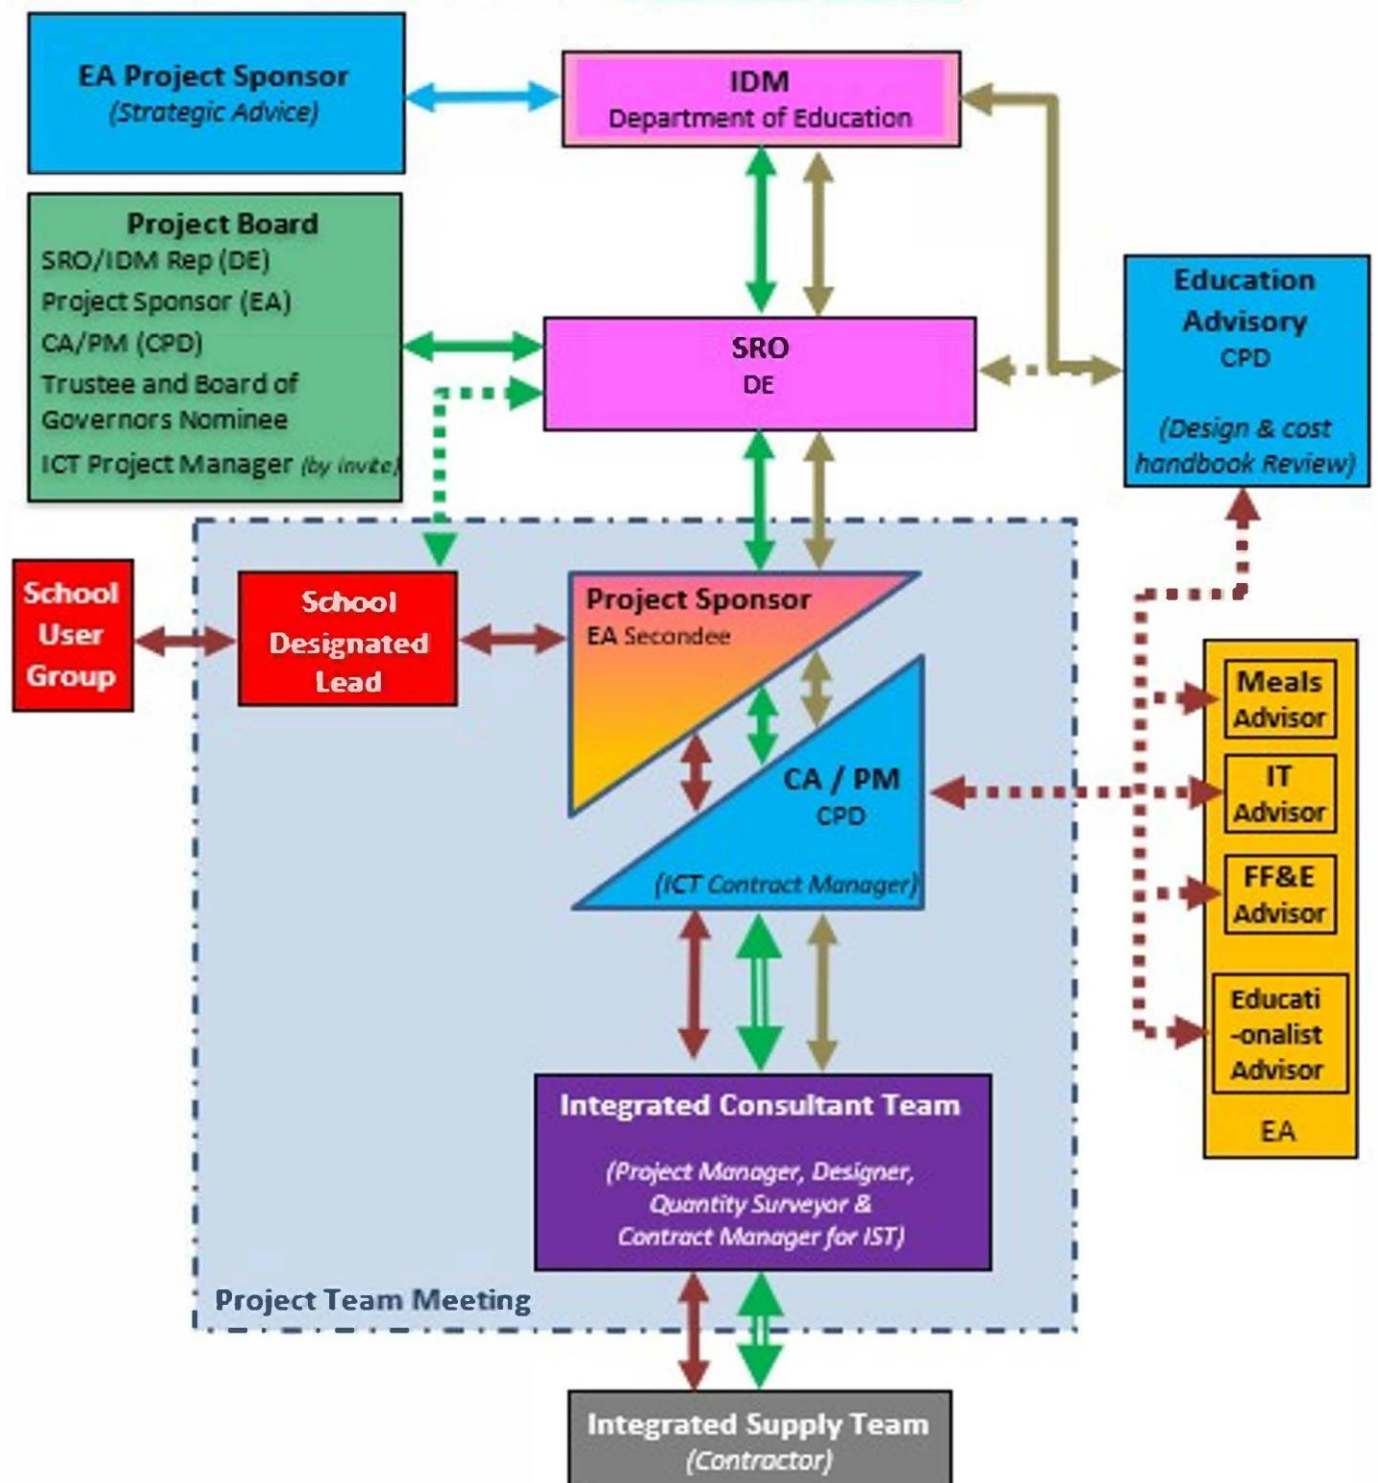 EA Project Sponsor
(Strategic Advice)
IDM
Department of Education
Project Board
SRO/IDM Rep (DE)
Project Sponsor (EA)
CA/PM (CPD)
Trustee and Board of
Governors Nominee
ICT Project Manager (by invite)
SRO
DE
Education
Advisory
CPD
(Design & cost
handbook Review)
School
User
Group
School
Designated
Lead
Project Sponsor
EA Secondee
CA / PM
CPD
(ICT Contract Manager)
Meals
Advisor
IT
Advisor
FF&E
Advisor
Educati
-onalist
Advisor
EA
Integrated Consultant Team
(Project Manager, Designer,
Quantity Surveyor &
Contract Manager for IST)
Project Team Meeting
Integrated Supply Team
(Contractor)